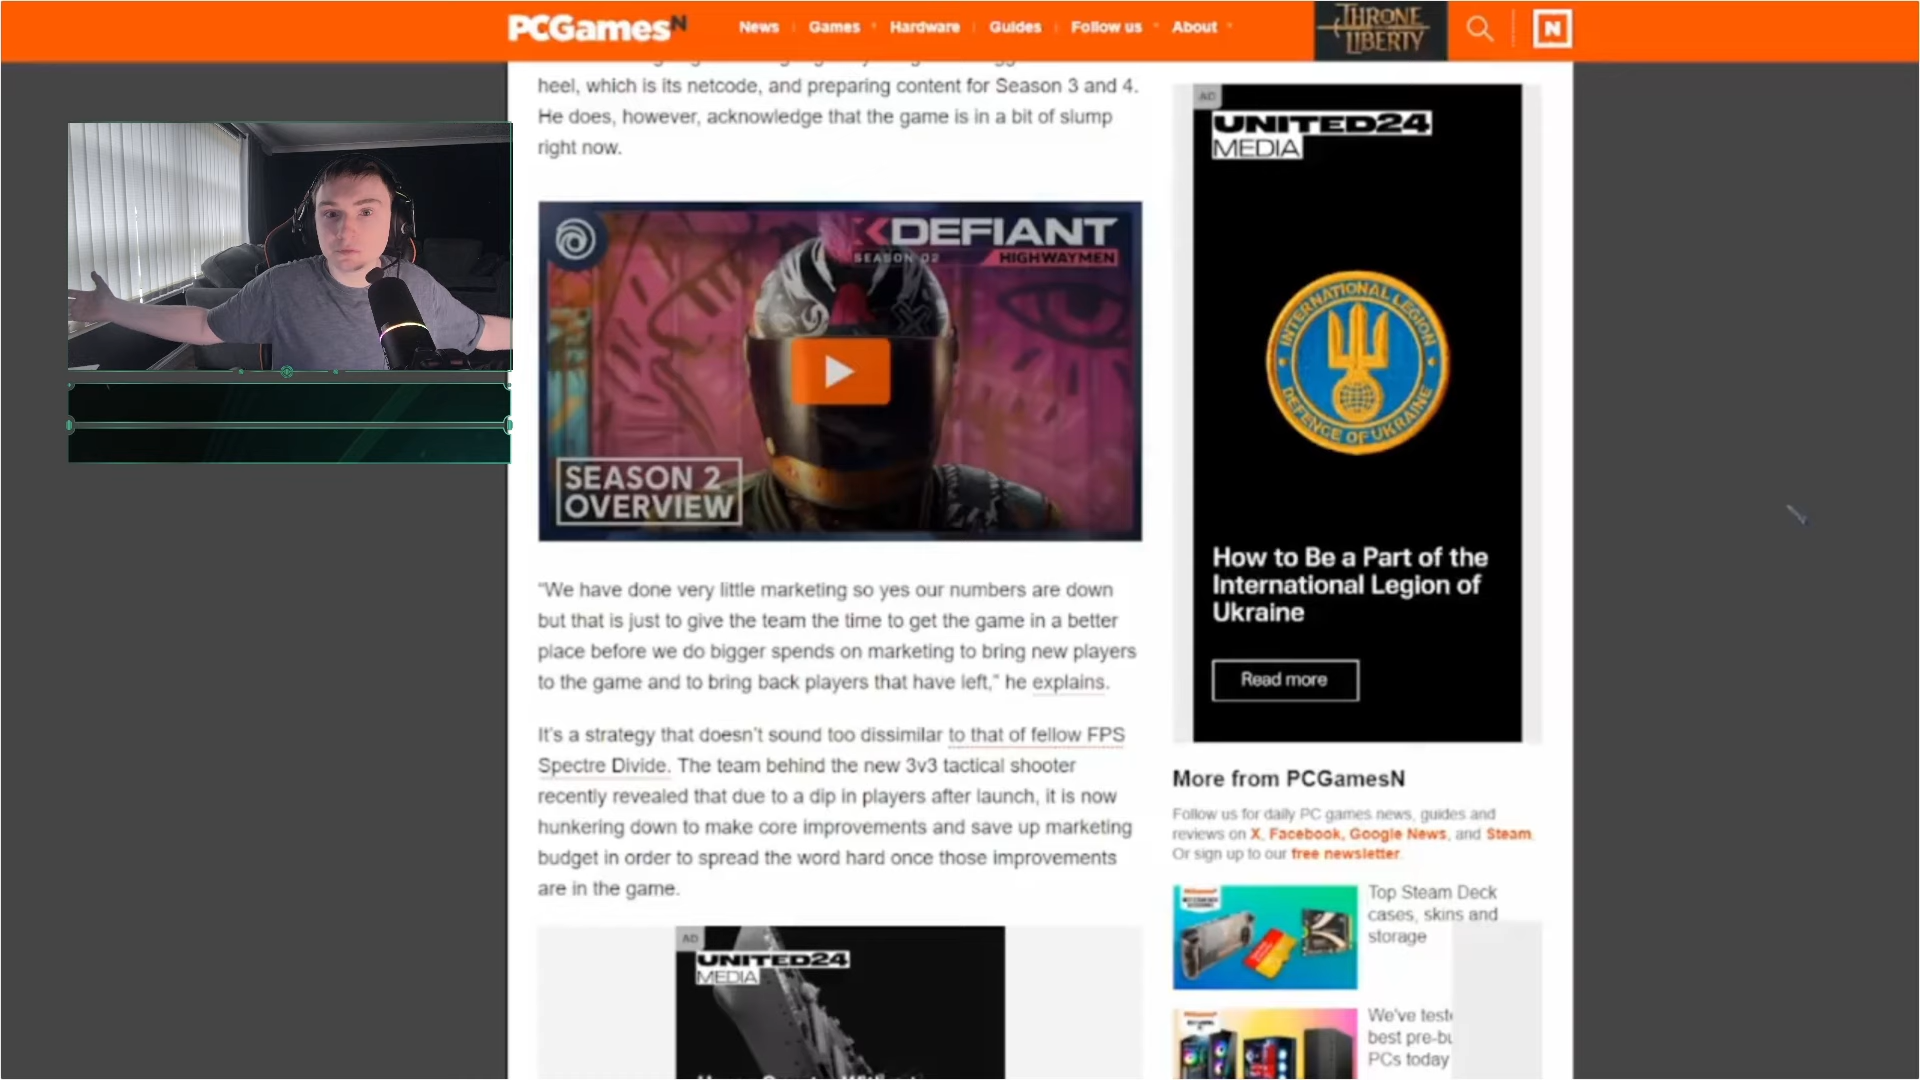 PCGamesN
News
Games
Hardware
Guides
Follow us
About
THRONE
LIBERTY
N
heel, which is its netcode, and preparing content for Season 3 and 4.
He does, however, acknowledge that the game is in a bit of slump
right now.
XDEFIANT
SEASON 02
HIGHWAYMEN
SEASON 2
OVERVIEW
"We have done very little marketing so yes our numbers are down
but that is just to give the team the time to get the game in a better
place before we do bigger spends on marketing to bring new players
to the game and to bring back players that have left," he explains.
It's a strategy that doesn't sound too dissimilar to that of fellow FPS
Spectre Divide. The team behind the new 3v3 tactical shooter
recently revealed that due to a dip in players after launch, it is now
hunkering down to make core improvements and save up marketing
budget in order to spread the word hard once those improvements
are in the game.
AD
UNITED24
MEDIA
AD
UNITED24
MEDIA
INTERNATIONAL LEGION
DEFENCE OF UKRAINE
How to Be a Part of the
International Legion of
Ukraine
Read more
More from PCGamesN
Follow us for daily PC games news, guides and
reviews on X, Facebook, Google News, and Steam.
Or sign up to our free newsletter.
Top Steam Deck
cases, skins and
storage
We've teste
best pre-bu
PCs today